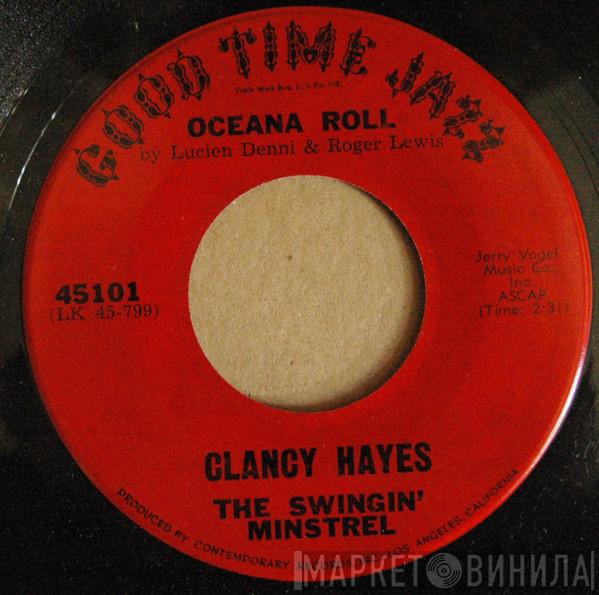 GOOD TIME JAZZ
Trade Mark Reg. U.S. Pat. Off.
OCEANA ROLL
by Lucien Denni & Roger Lewis
45101
(LK 45-799)
Jerry Vogel
Music Co.,
Inc.
ASCAP
(Time: 2:31)
CLANCY HAYES
THE SWINGIN'
MINSTREL
PRODUCED BY CONTEMPORARY RECORDS, LOS ANGELES, CALIFORNIA
МАРКЕТ ВИНИЛА